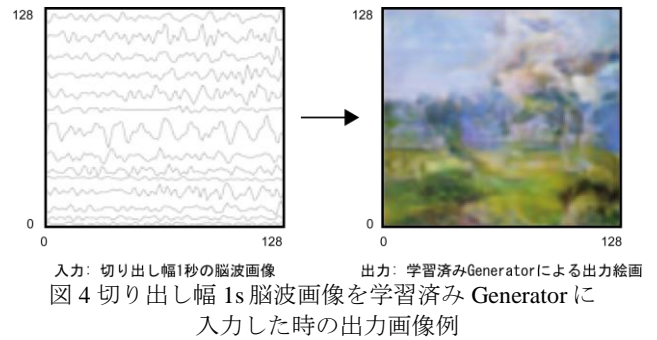 128
0
0
128
入力: 切り出し幅1秒の脳波画像
128
0
0
128
出力: 学習済みGeneratorによる出力絵画
図 4 切り出し幅 1s 脳波画像を学習済み Generator に
入力した時の出力画像例